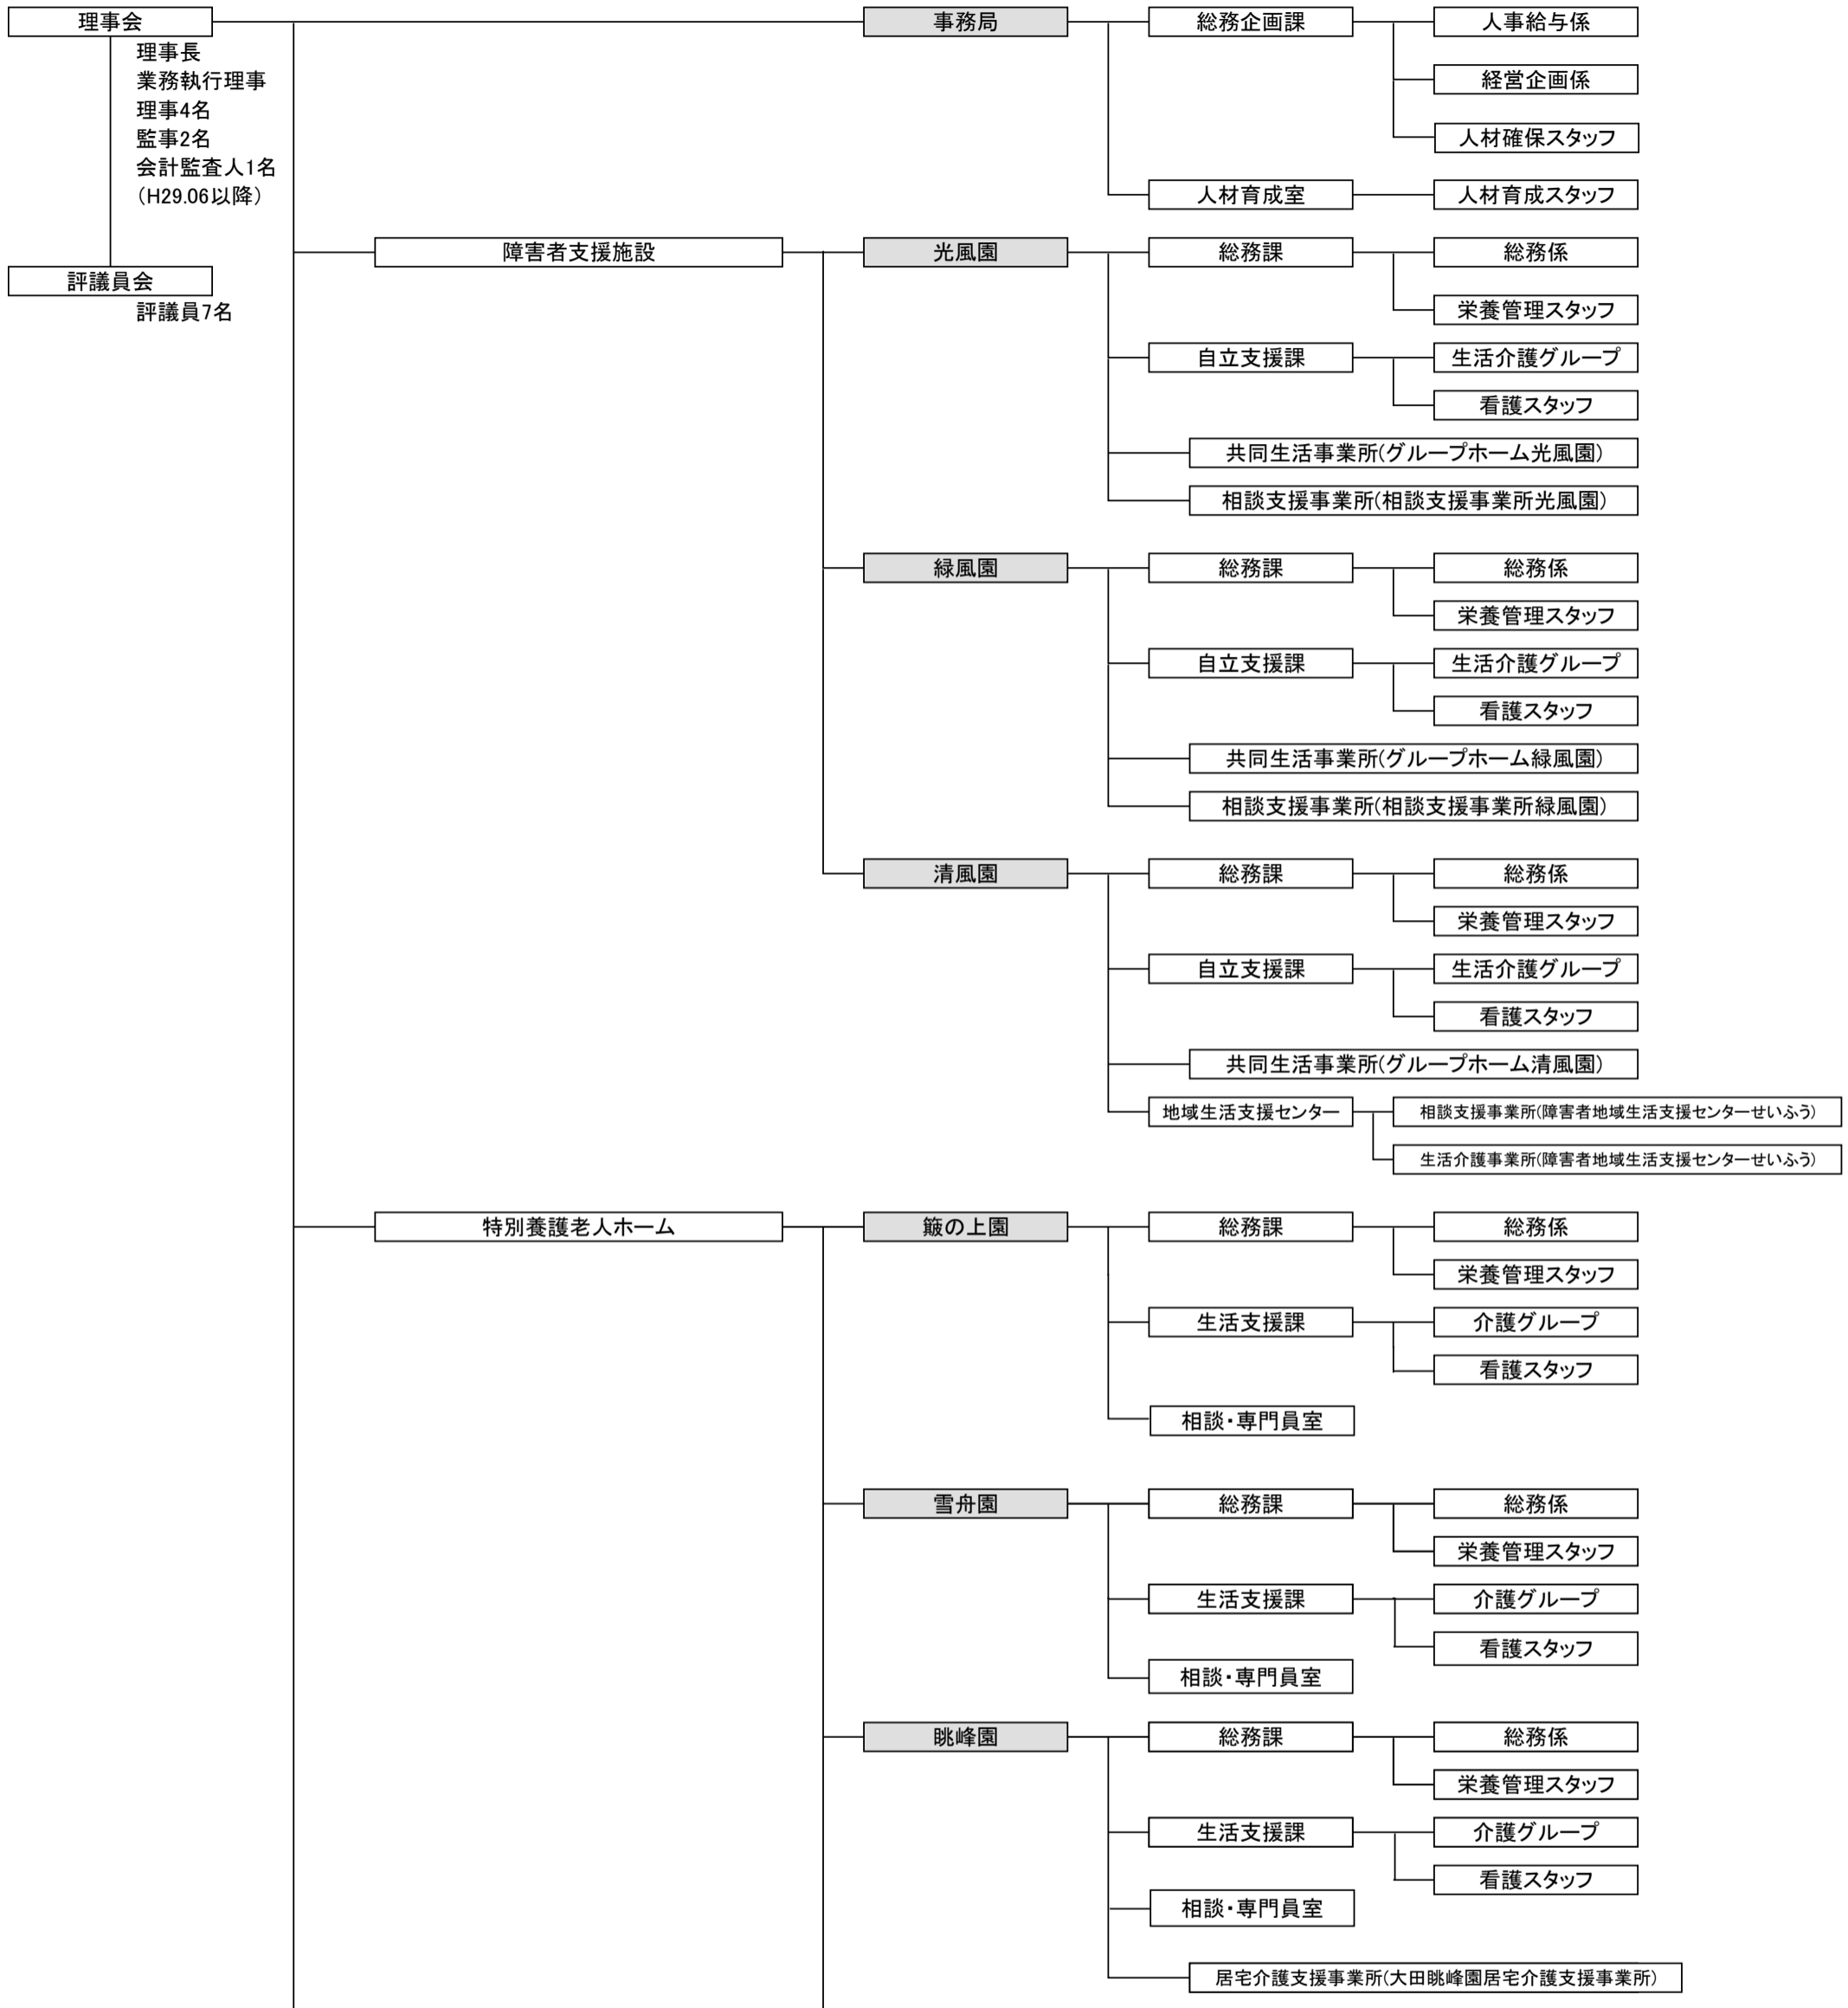 理事会
事務局
総務企画課
人事給与係
理事長
業務執行理事
理事4名
監事2名
会計監査人1名
(H29.06以降)
経営企画係
人材確保スタッフ
人材育成室
人材育成スタッフ
評議員会
評議員7名
障害者支援施設
光風園
総務課
総務係
栄養管理スタッフ
自立支援課
生活介護グループ
看護スタッフ
共同生活事業所(グループホーム光風園)
相談支援事業所(相談支援事業所光風園)
緑風園
総務課
総務係
栄養管理スタッフ
自立支援課
生活介護グループ
看護スタッフ
共同生活事業所(グループホーム緑風園)
相談支援事業所(相談支援事業所緑風園)
清風園
総務課
総務係
栄養管理スタッフ
自立支援課
生活介護グループ
看護スタッフ
共同生活事業所(グループホーム清風園)
地域生活支援センター
相談支援事業所(障害者地域生活支援センターせいふう)
生活介護事業所(障害者地域生活支援センターせいふう)
特別養護老人ホーム
簸の上園
総務課
総務係
栄養管理スタッフ
生活支援課
介護グループ
看護スタッフ
相談・専門員室
雪舟園
総務課
総務係
栄養管理スタッフ
生活支援課
介護グループ
看護スタッフ
相談・専門員室
眺峰園
総務課
総務係
栄養管理スタッフ
生活支援課
介護グループ
看護スタッフ
相談・専門員室
居宅介護支援事業所(大田眺峰園居宅介護支援事業所)